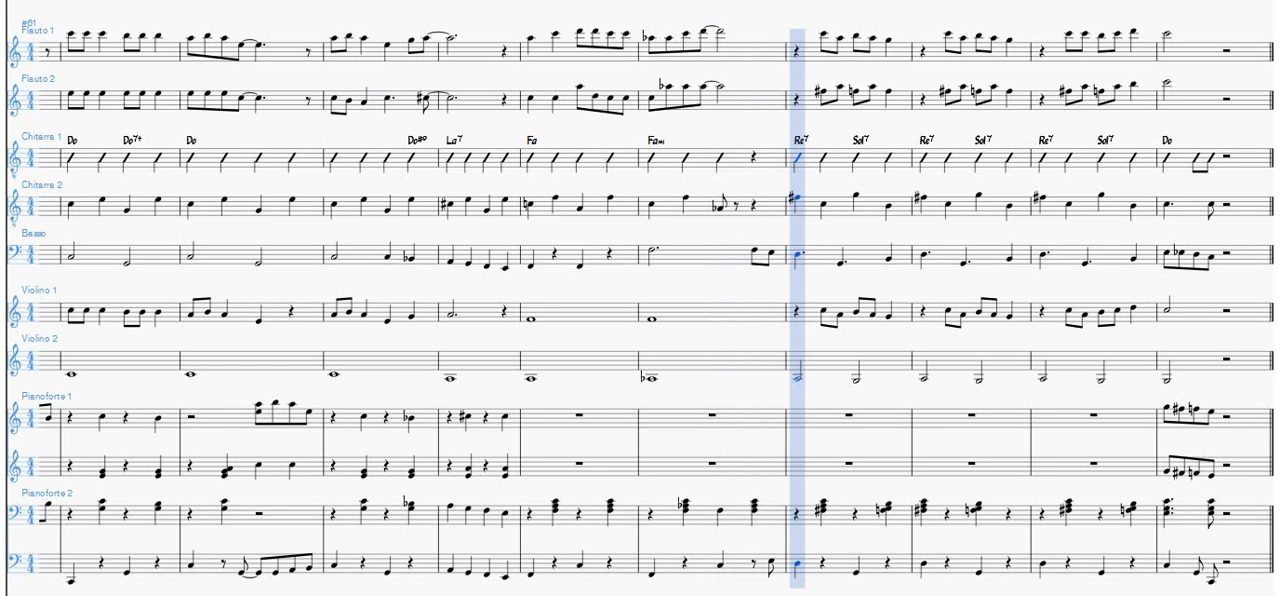 #61
Flauto 1
Flauto 2
Chitarra 1
Do Do7+ Do Do#o La7 Fa Fami Re7 Sol7 Re7 Sol7 Re7 Sol7 Do
Chitarra 2
Basso
Violino 1
Violino 2
Pianoforte 1
Pianoforte 2